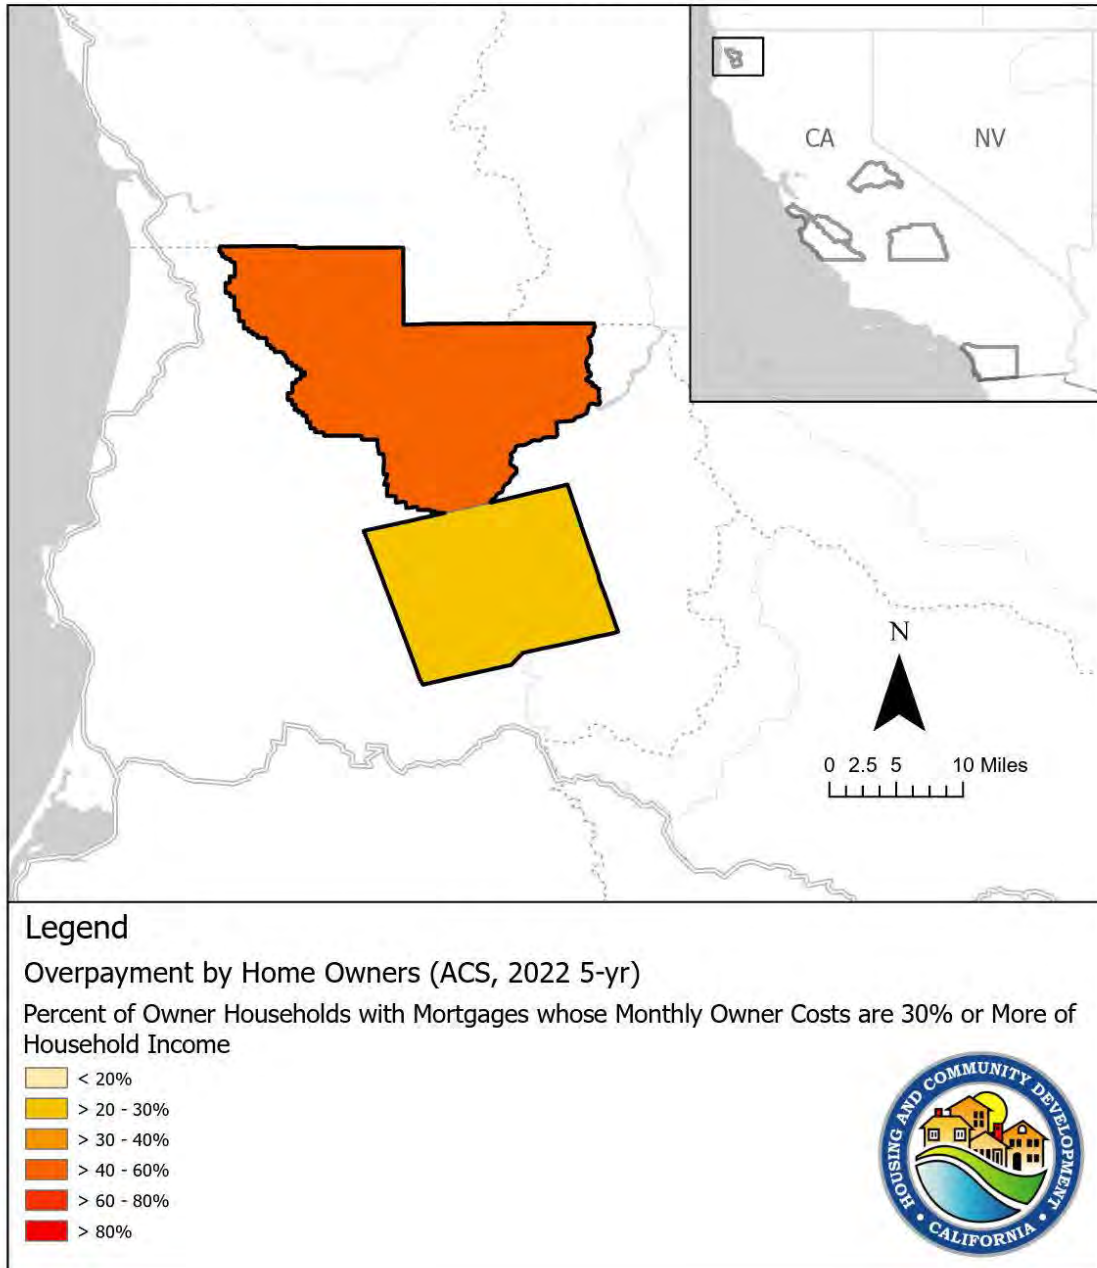 CA
NV
N
0 2.5 5 10 Miles
Legend
Overpayment by Home Owners (ACS, 2022 5-yr)
Percent of Owner Households with Mortgages whose Monthly Owner Costs are 30% or More of
Household Income
< 20%
> 20 - 30%
> 30 - 40%
> 40 - 60%
> 60 - 80%
> 80%
HOUSING AND COMMUNITY DEVELOPMENT
• CALIFORNIA •